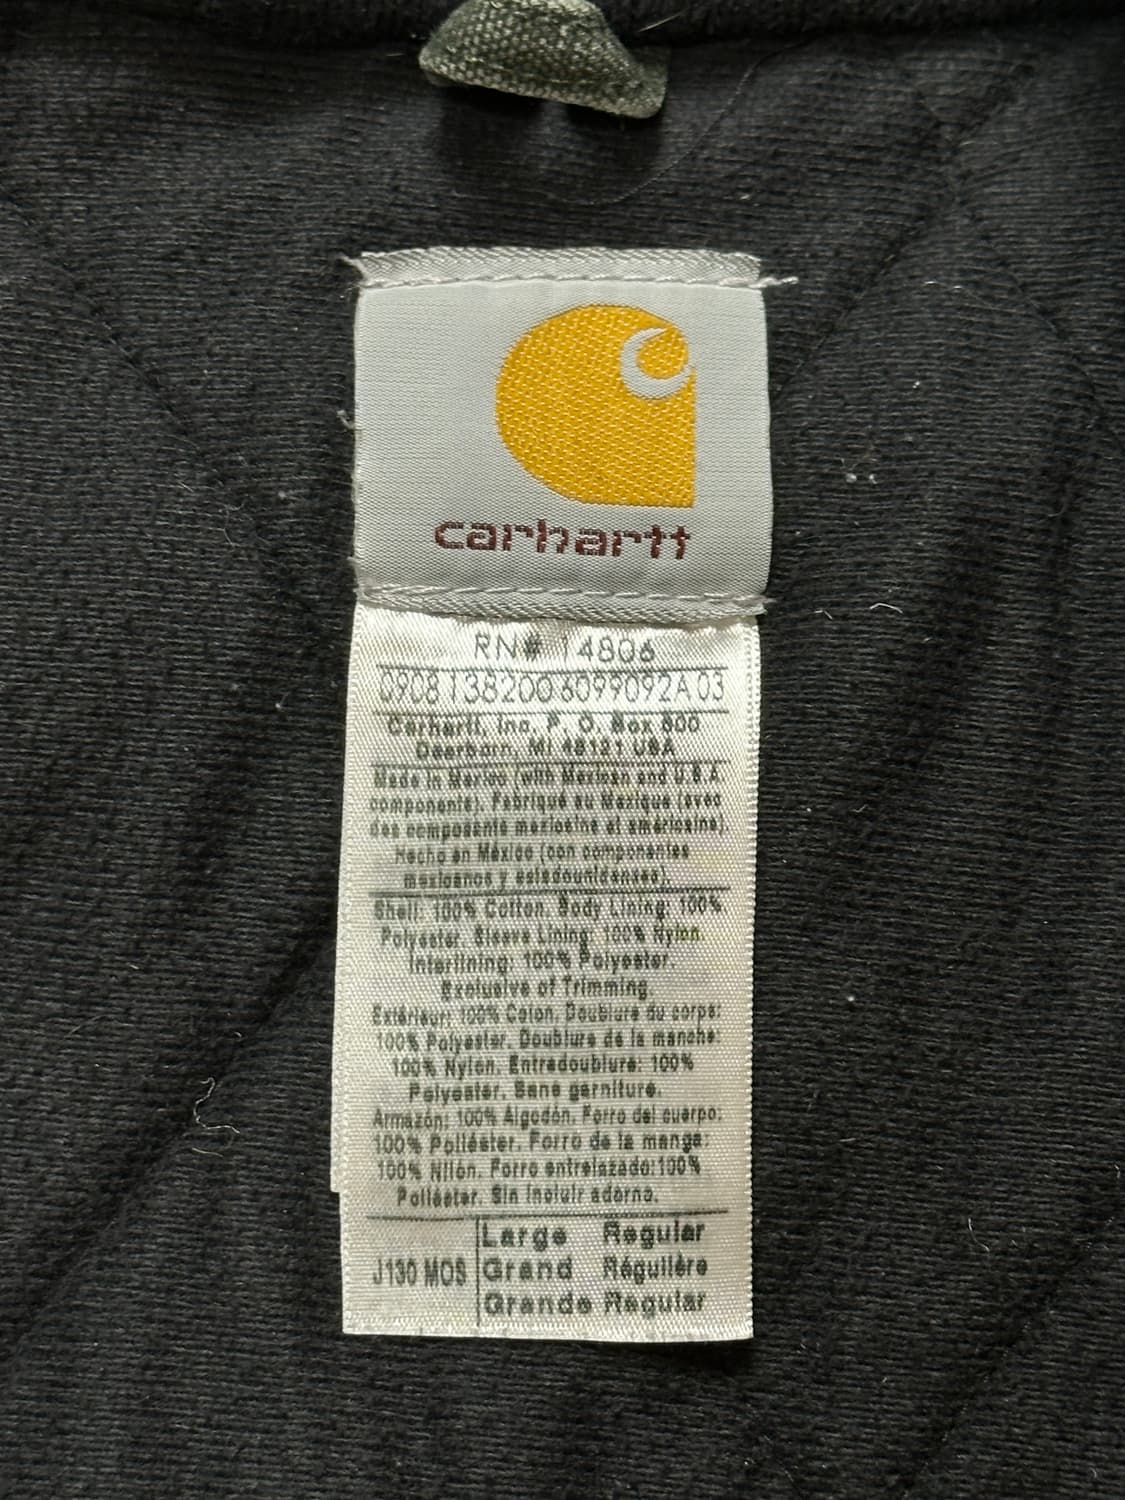 carhartt
RN# 14806
0908138200 6099092A 03
Carhartt, Inc. P. O. Box 600
Dearborn, MI 48121 USA
Made in Mexico (with Mexican and U.S.A
components). Fabriqué au Mexique (avec
des composants mexicains et américains)
Hecho en México (con componentes
mexicanos y estadounidenses).
Shell: 100% Cotton. Body Lining: 100%
Polyester. Sleeve Lining: 100% Nylon.
Interlining: 100% Polyester.
Exclusive of Trimming.
Extérieur: 100% Coton. Doublure du corps:
100% Polyester. Doublure de la manche:
100% Nylon. Entredoublure: 100%
Polyester. Sans garniture.
Armazón: 100% Algodón. Forro del cuerpo:
100% Poliéster. Forro de la manga:
100% Nilón. Forro entrelazado:100%
Poliéster. Sin incluir adorno.
J130 MOS
Large Regular
Grand Régulière
Grande Regular